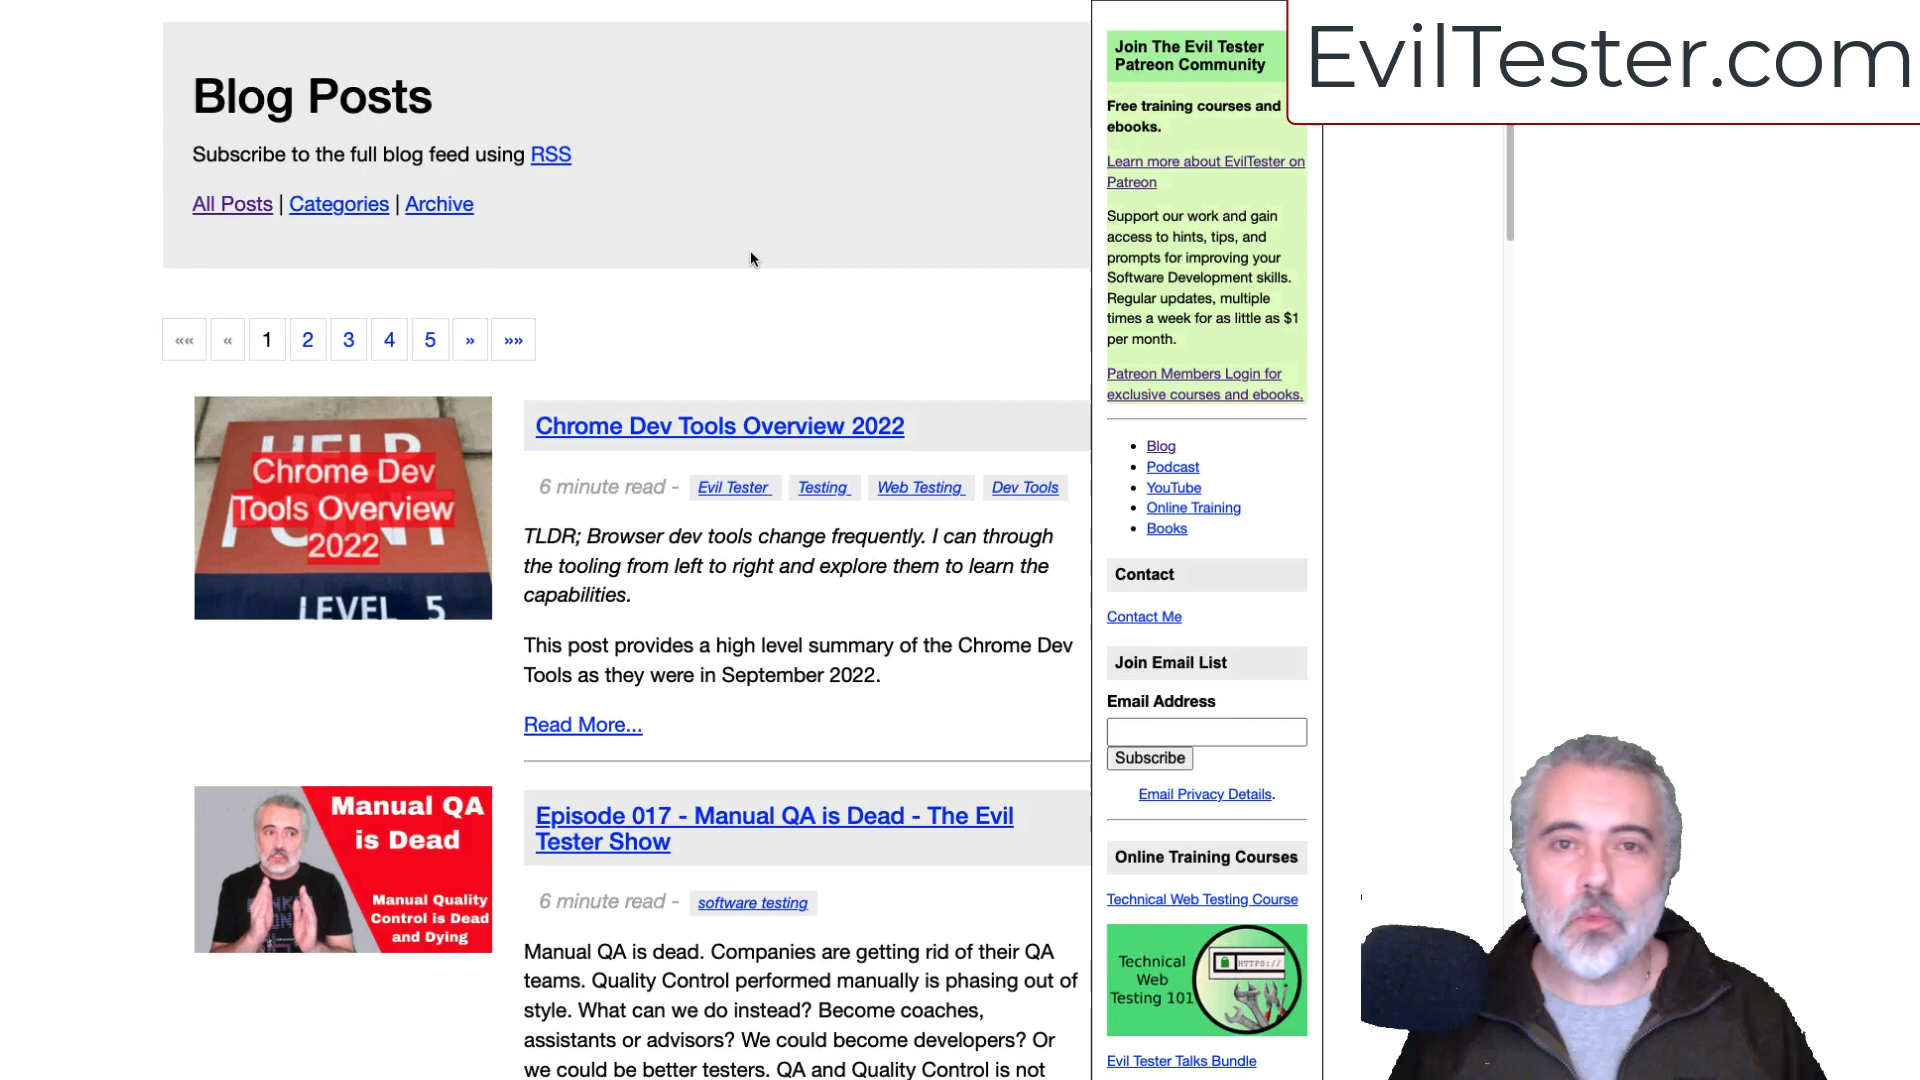 EvilTester.com
Blog Posts
Subscribe to the full blog feed using RSS
All Posts | Categories | Archive
«« « 1 2 3 4 5 » »»
HELP
POINT
LEVEL 5
Chrome Dev
Tools Overview
2022
Chrome Dev Tools Overview 2022
6 minute read - Evil Tester Testing Web Testing Dev Tools
TLDR; Browser dev tools change frequently. I can through
the tooling from left to right and explore them to learn the
capabilities.
This post provides a high level summary of the Chrome Dev
Tools as they were in September 2022.
Read More...
Manual QA
is Dead
Manual Quality
Control is Dead
and Dying
Episode 017 - Manual QA is Dead - The Evil
Tester Show
6 minute read - software testing
Manual QA is dead. Companies are getting rid of their QA
teams. Quality Control performed manually is phasing out of
style. What can we do instead? Become coaches,
assistants or advisors? We could become developers? Or
we could be better testers. QA and Quality Control is not
Join The Evil Tester
Patreon Community
Free training courses and
ebooks.
Learn more about EvilTester on
Patreon
Support our work and gain
access to hints, tips, and
prompts for improving your
Software Development skills.
Regular updates, multiple
times a week for as little as $1
per month.
Patreon Members Login for
exclusive courses and ebooks.
Blog
Podcast
YouTube
Online Training
Books
Contact
Contact Me
Join Email List
Email Address
Subscribe
Email Privacy Details.
Online Training Courses
Technical Web Testing Course
Technical
Web
Testing 101
HTTPS://
Evil Tester Talks Bundle